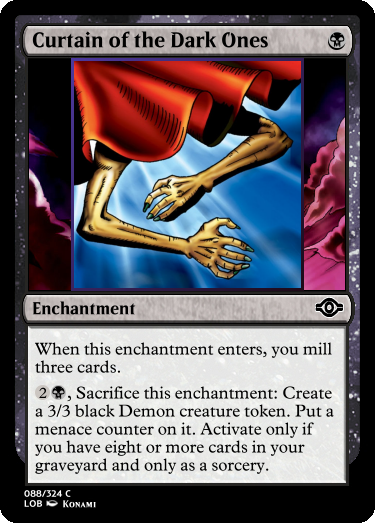 Curtain of the Dark Ones
Enchantment
When this enchantment enters, you mill
three cards.
2, Sacrifice this enchantment: Create
a 3/3 black Demon creature token. Put a
menace counter on it. Activate only if
you have eight or more cards in your
graveyard and only as a sorcery.
088/324 C
LOB KONAMI